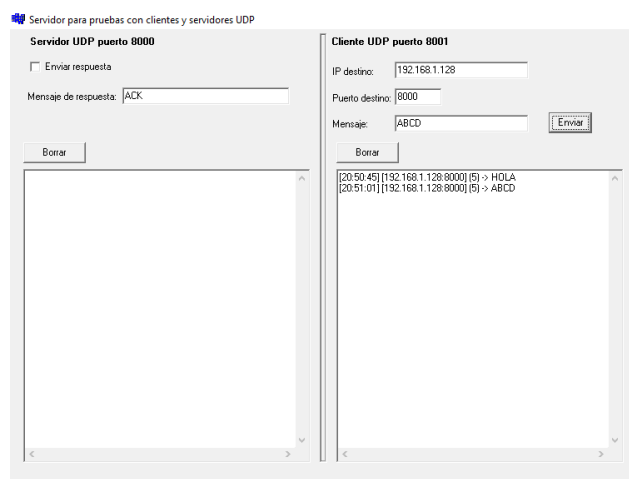 Servidor para pruebas con clientes y servidores UDP
Servidor UDP puerto 8000
Enviar respuesta
Mensaje de respuesta: ACK
Borrar
Cliente UDP puerto 8001
IP destino: 192.168.1.128
Puerto destino: 8000
Mensaje: ABCD Enviar
Borrar
[20:50:45] [192.168.1.128:8000] (5) -> HOLA
[20:51:01] [192.168.1.128:8000] (5) -> ABCD